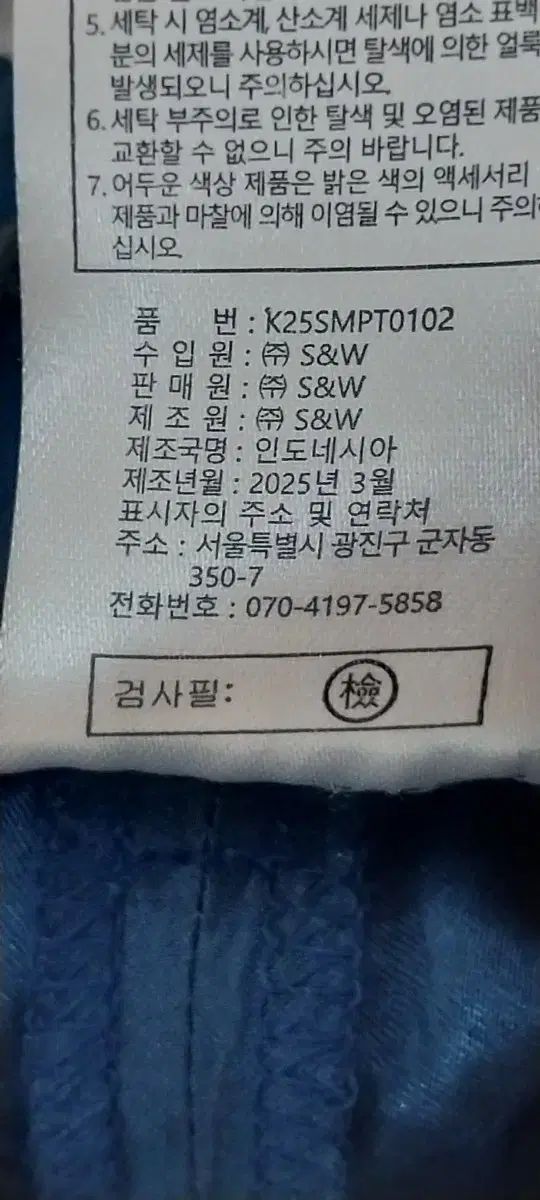 5. 세탁 시 염소계, 산소계 세제나 염소 표백
분의 세제를 사용하시면 탈색에 의한 얼룩
발생되오니 주의하십시오.
6. 세탁 부주의로 인한 탈색 및 오염된 제품
교환할 수 없으니 주의 바랍니다.
7. 어두운 색상 제품은 밝은 색의 액세서리
제품과 마찰에 의해 이염될 수 있으니 주의하
십시오.
품 번 : K25SMPT0102
수 입 원 : ㈜ S&W
판 매 원 : ㈜ S&W
제 조 원 : ㈜ S&W
제조국명 : 인도네시아
제조년월 : 2025년 3월
표시자의 주소 및 연락처
주소 : 서울특별시 광진구 군자동
350-7
전화번호 : 070-4197-5858
검사필: 檢